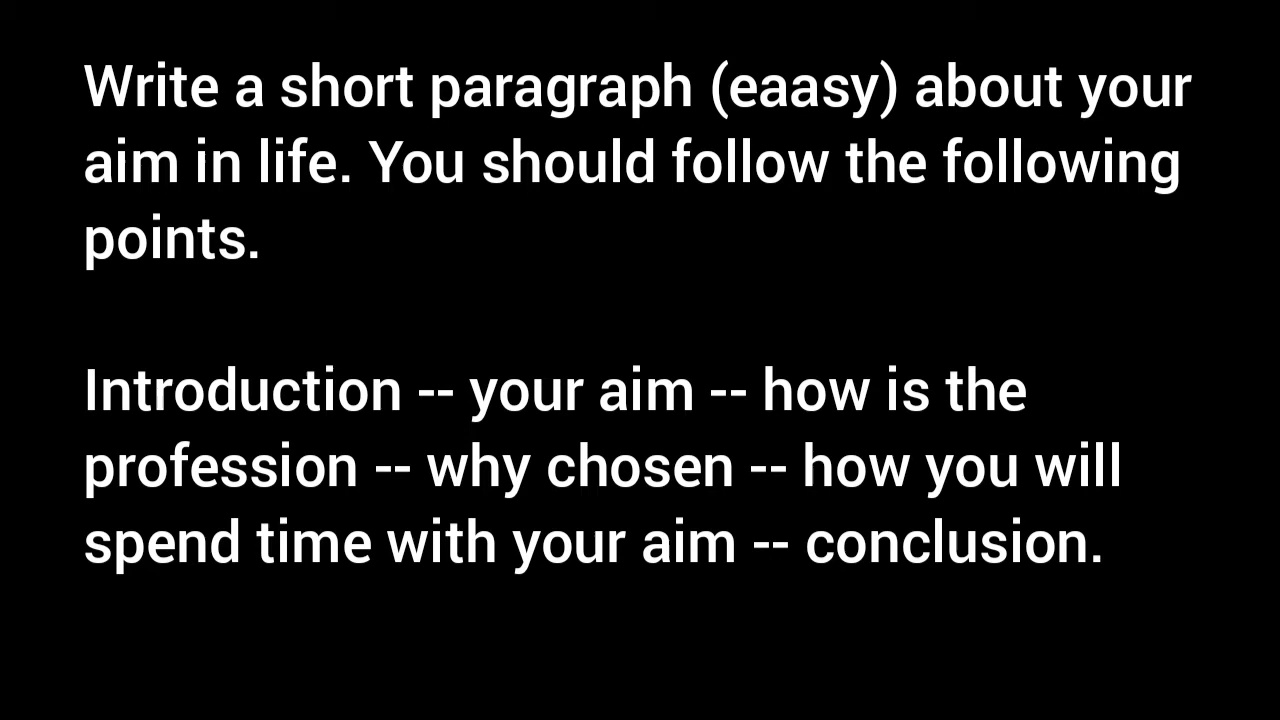 Write a short paragraph (eaasy) about your
aim in life. You should follow the following
points.
Introduction -- your aim -- how is the
profession -- why chosen -- how you will
spend time with your aim -- conclusion.